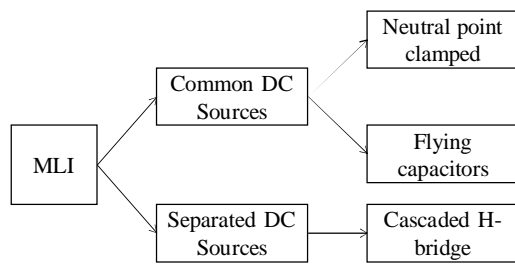 MLI
Common DC
Sources
Separated DC
Sources
Neutral point
clamped
Flying
capacitors
Cascaded H-
bridge